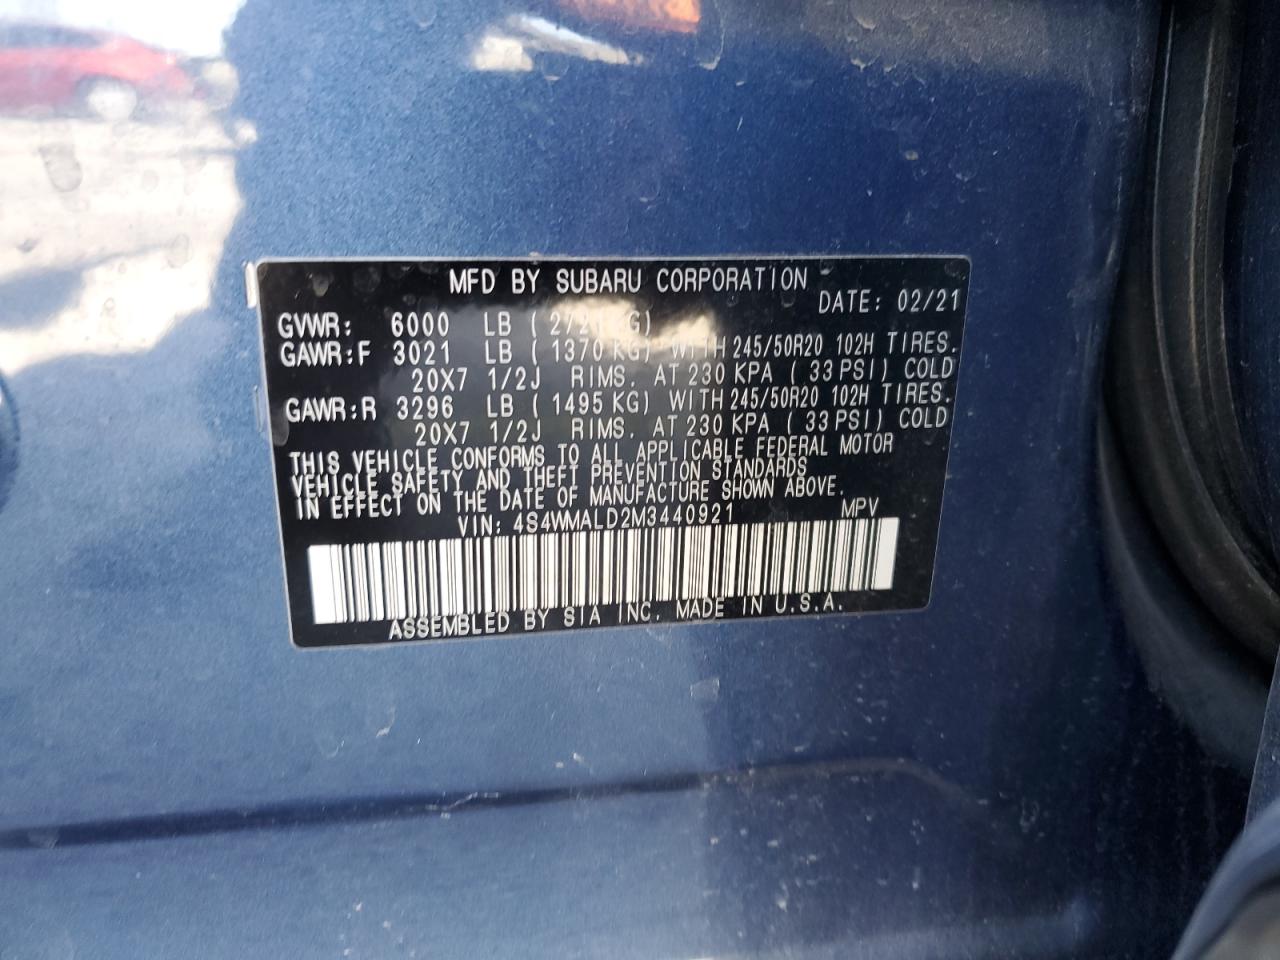 MFD BY SUBARU CORPORATION
DATE: 02/21
GVWR: 6000 LB
GAWR:F 3021 LB ( 1370 KG) WITH 245/50R20 102H TIRES.
20X7 1/2J RIMS. AT 230 KPA ( 33 PSI) COLD
GAWR:R 3296 LB ( 1495 KG) WITH 245/50R20 102H TIRES.
20X7 1/2J RIMS. AT 230 KPA ( 33 PSI) COLD
THIS VEHICLE CONFORMS TO ALL APPLICABLE FEDERAL MOTOR
VEHICLE SAFETY AND THEFT PREVENTION STANDARDS
IN EFFECT ON THE DATE OF MANUFACTURE SHOWN ABOVE.
VIN: 4S4WMALD2M3440921 MPV
ASSEMBLED BY SIA INC. MADE IN U.S.A.